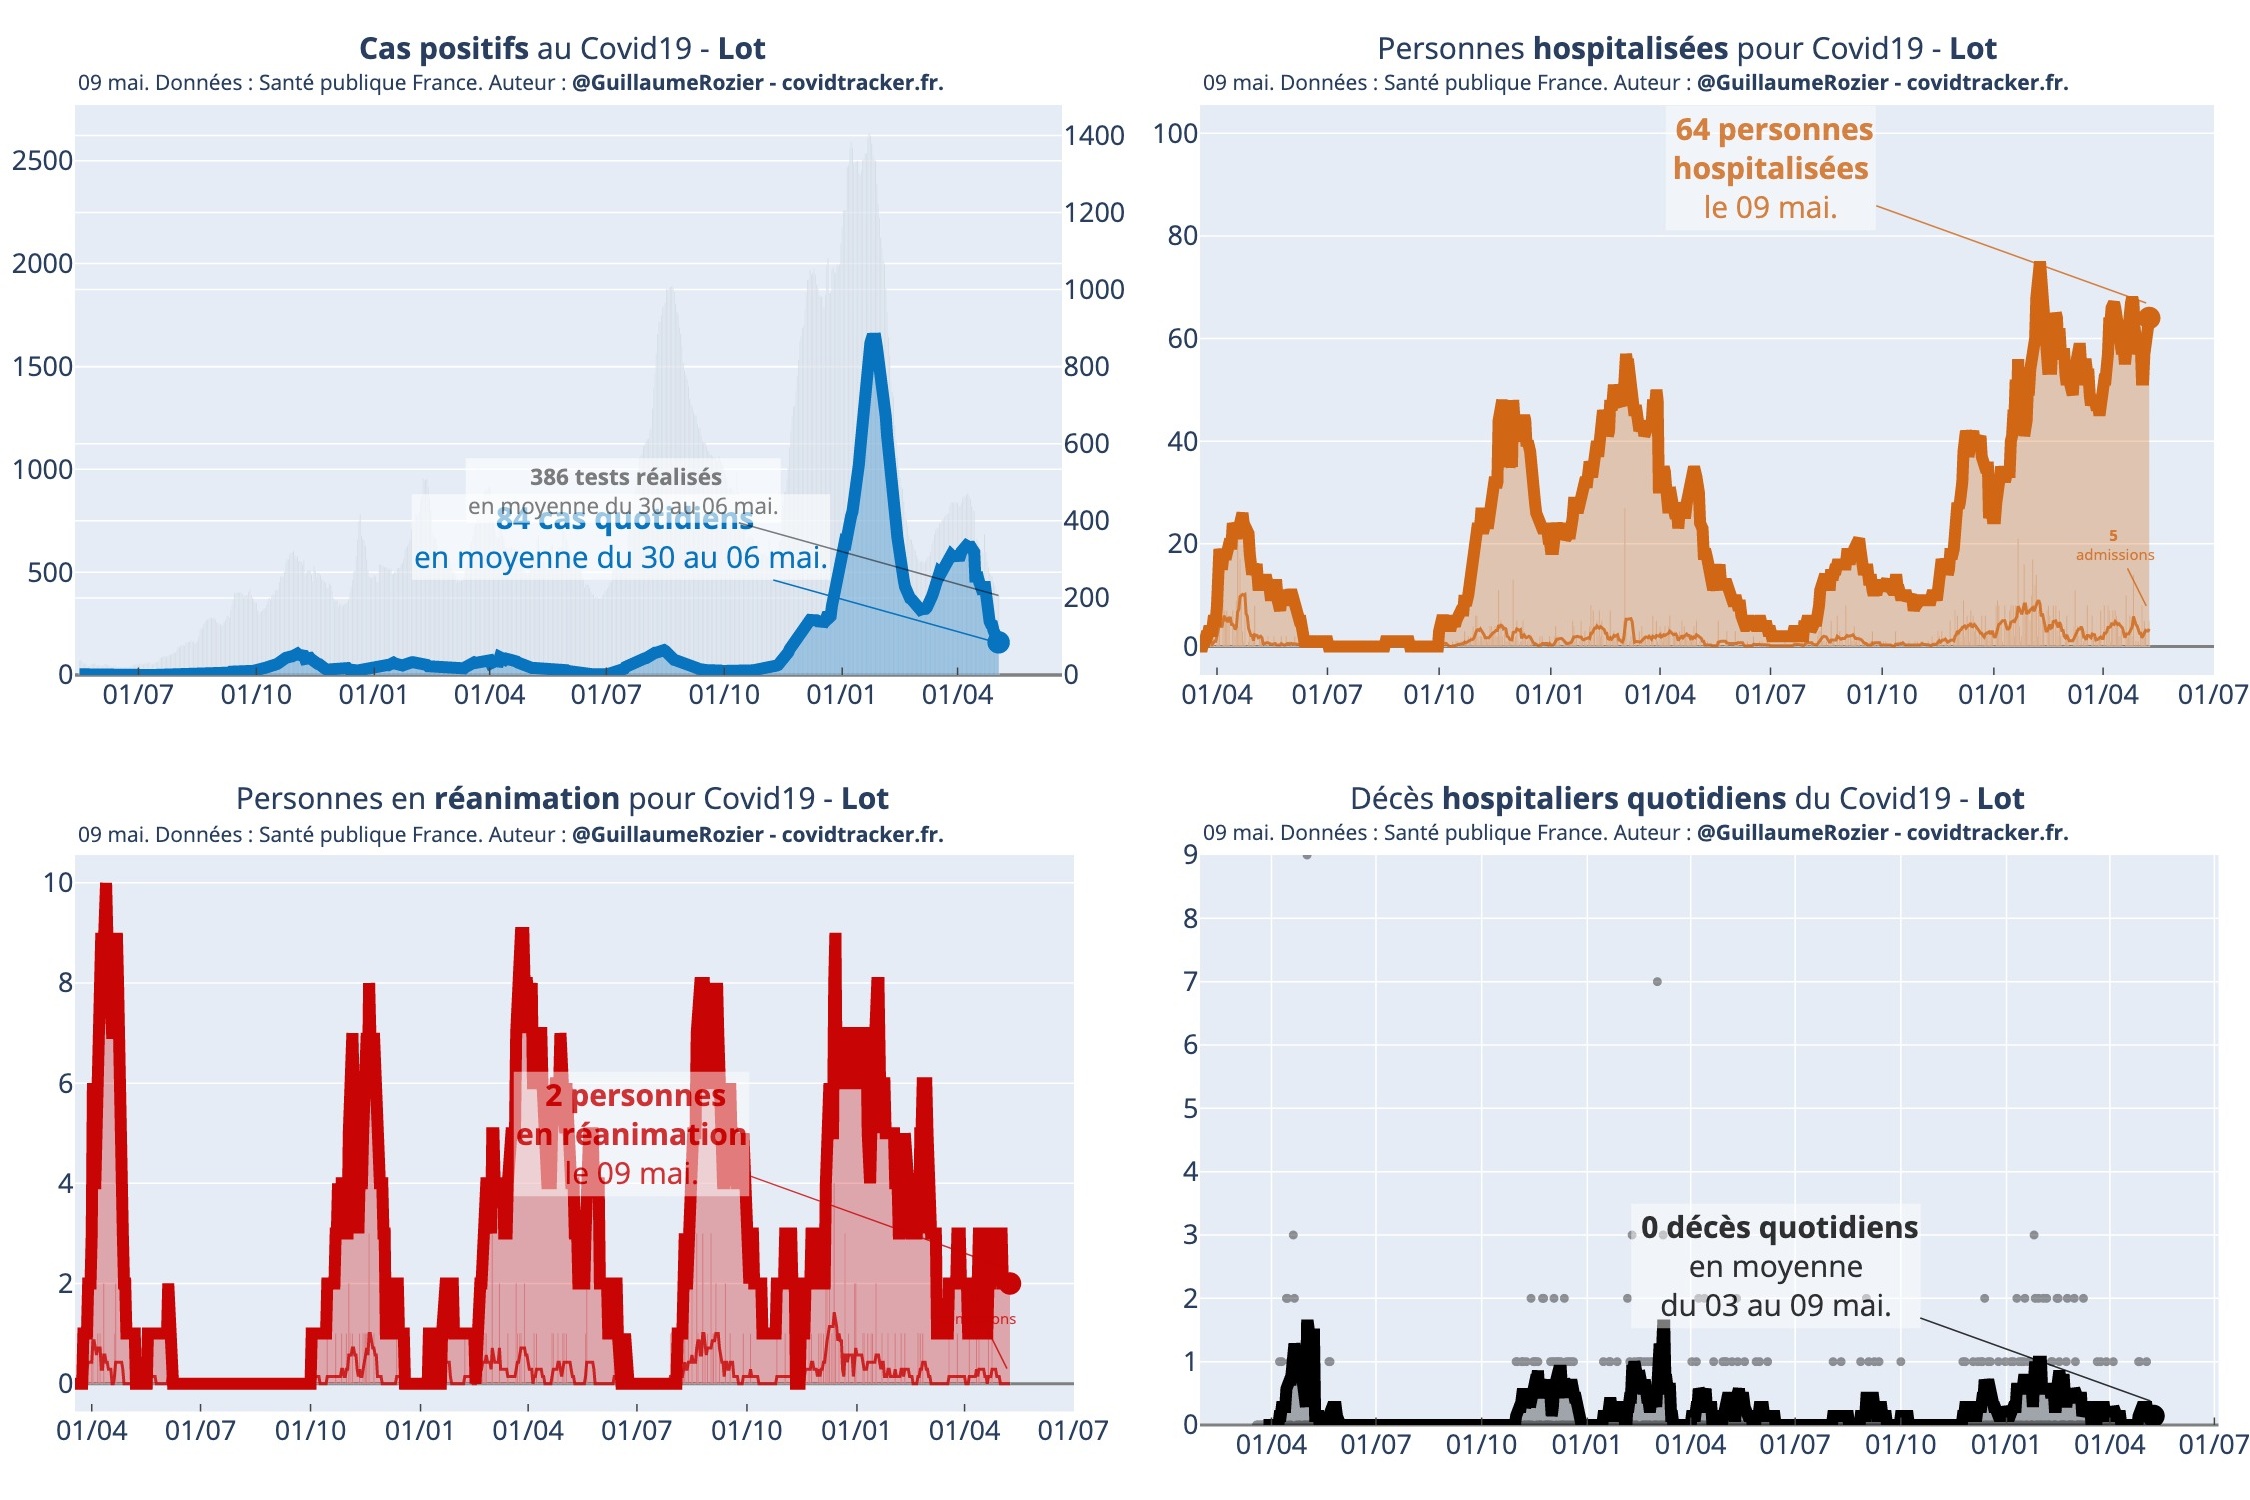 Cas positifs au Covid19 - Lot
09 mai. Données : Santé publique France. Auteur : @GuillaumeRozier - covidtracker.fr.
2500
2000
1500
1000
500
0
1400
1200
1000
800
600
400
200
0
386 tests réalisés
en moyenne du 30 au 06 mai.
84 cas quotidiens
en moyenne du 30 au 06 mai.
01/07 01/10 01/01 01/04 01/07 01/10 01/01 01/04
Personnes hospitalisées pour Covid19 - Lot
09 mai. Données : Santé publique France. Auteur : @GuillaumeRozier - covidtracker.fr.
100
80
60
40
20
0
64 personnes
hospitalisées
le 09 mai.
5
admissions
01/04 01/07 01/10 01/01 01/04 01/07 01/10 01/01 01/04 01/07
Personnes en réanimation pour Covid19 - Lot
09 mai. Données : Santé publique France. Auteur : @GuillaumeRozier - covidtracker.fr.
10
8
6
4
2
0
2 personnes
en réanimation
le 09 mai.
01/04 01/07 01/10 01/01 01/04 01/07 01/10 01/01 01/04 01/07
Décès hospitaliers quotidiens du Covid19 - Lot
09 mai. Données : Santé publique France. Auteur : @GuillaumeRozier - covidtracker.fr.
9
8
7
6
5
4
3
2
1
0
0 décès quotidiens
en moyenne
du 03 au 09 mai.
01/04 01/07 01/10 01/01 01/04 01/07 01/10 01/01 01/04 01/07